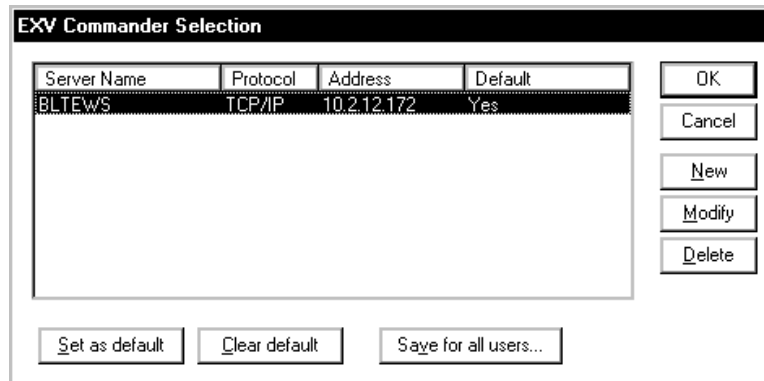 EXV Commander Selection
Server Name Protocol Address Default
BLTEWS TCP/IP 10.2.12.172 Yes
OK
Cancel
New
Modify
Delete
Set as default Clear default Save for all users...